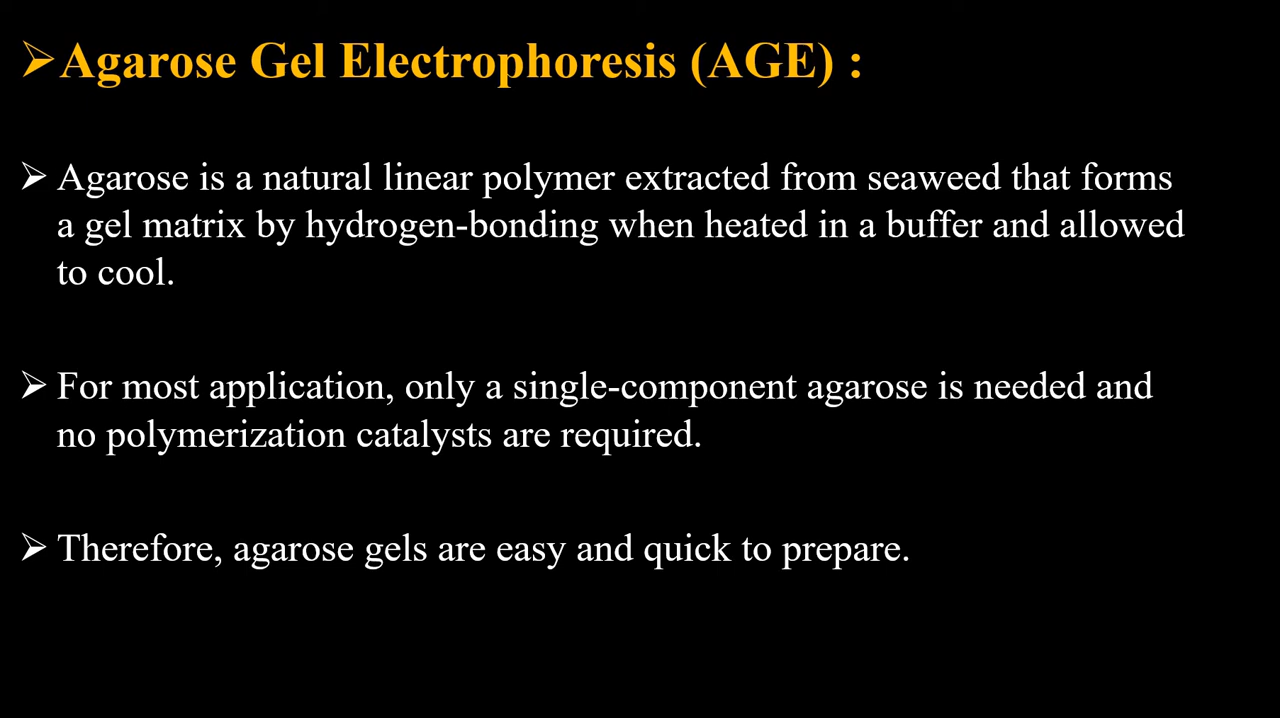 ➢Agarose Gel Electrophoresis (AGE) :
➢ Agarose is a natural linear polymer extracted from seaweed that forms
a gel matrix by hydrogen-bonding when heated in a buffer and allowed
to cool.
➢ For most application, only a single-component agarose is needed and
no polymerization catalysts are required.
➢ Therefore, agarose gels are easy and quick to prepare.